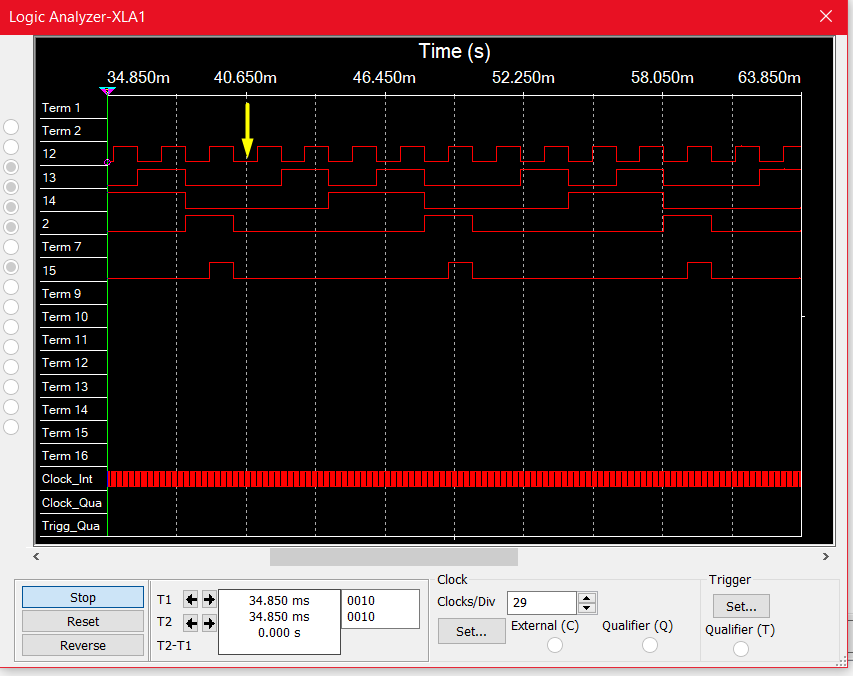 Logic Analyzer-XLA1
Time (s)
34.850m 40.650m 46.450m 52.250m 58.050m 63.850m
Term 1
Term 2
12
13
14
2
Term 7
15
Term 9
Term 10
Term 11
Term 12
Term 13
Term 14
Term 15
Term 16
Clock_Int
Clock_Qua
Trigg_Qua
Stop
Reset
Reverse
T1 34.850 ms 0010
T2 34.850 ms 0010
T2-T1 0.000 s
Clock
Clocks/Div 29
Set...
External (C) Qualifier (Q)
Trigger
Set...
Qualifier (T)